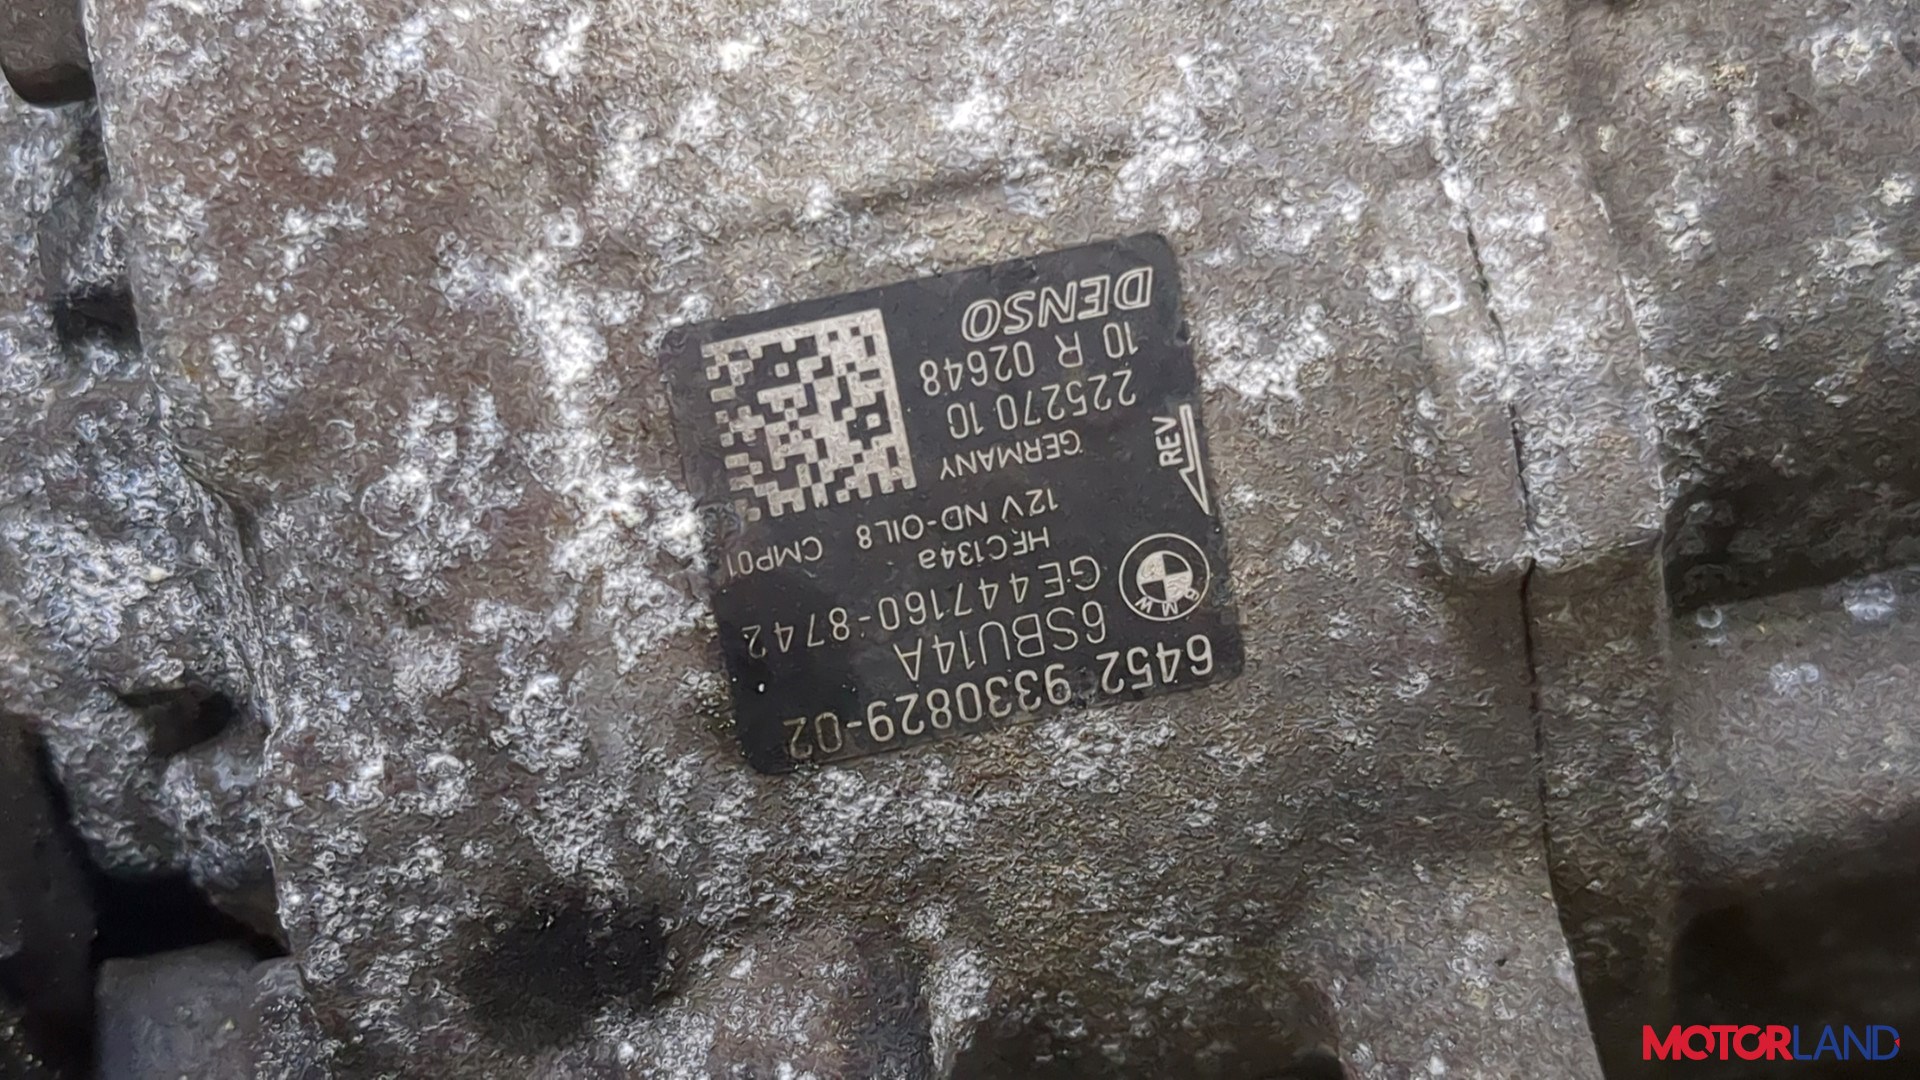 6452 9330829-02
6SBU14A
GE447160-8742
BMW
HFC134a
12V ND-OIL8 CMP01
GERMANY
REV
225270 10
10 R 02648
DENSO
MOTORLAND